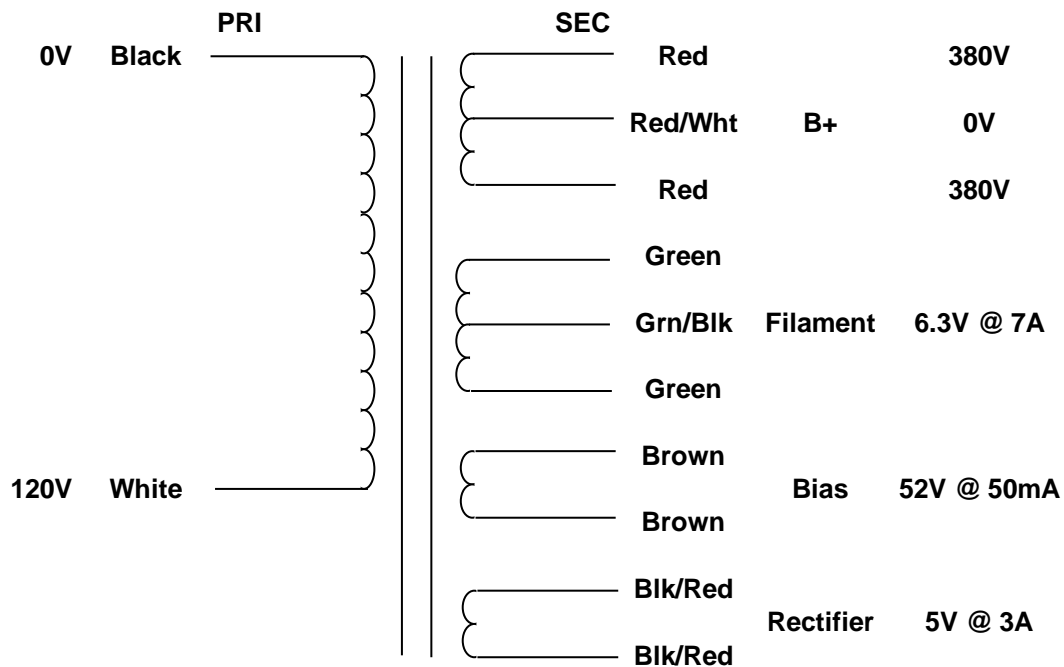 PRI SEC
0V Black Red 380V
Red/Wht B+ 0V
Red 380V
Green
Grn/Blk Filament 6.3V @ 7A
Green
Brown
120V White Bias 52V @ 50mA
Brown
Blk/Red
Rectifier 5V @ 3A
Blk/Red